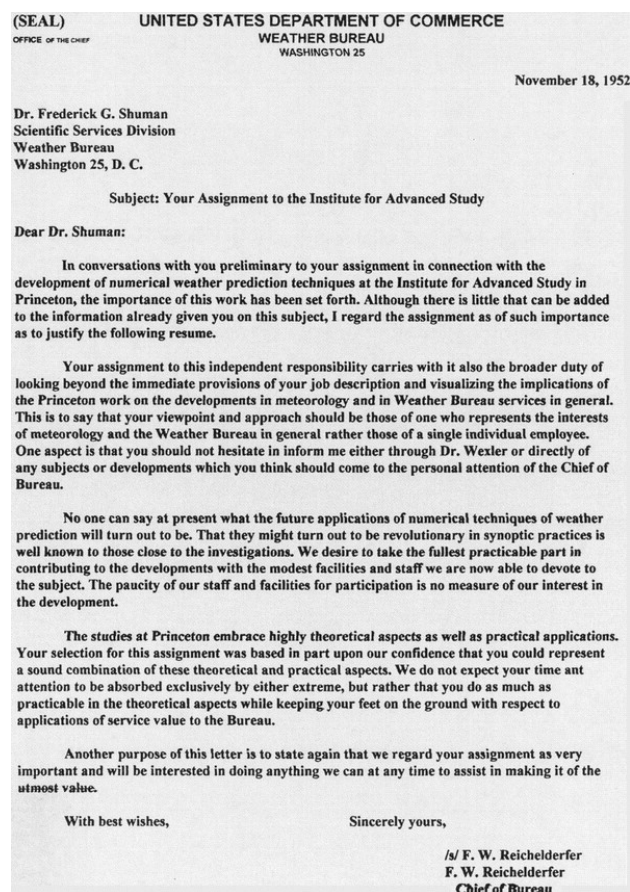 (SEAL) UNITED STATES DEPARTMENT OF COMMERCE
OFFICE OF THE CHIEF WEATHER BUREAU
WASHINGTON 25
November 18, 1952
Dr. Frederick G. Shuman
Scientific Services Division
Weather Bureau
Washington 25, D. C.
Subject: Your Assignment to the Institute for Advanced Study
Dear Dr. Shuman:
In conversations with you preliminary to your assignment in connection with the
development of numerical weather prediction techniques at the Institute for Advanced Study in
Princeton, the importance of this work has been set forth. Although there is little that can be added
to the information already given you on this subject, I regard the assignment as of such importance
as to justify the following resume.
Your assignment to this independent responsibility carries with it also the broader duty of
looking beyond the immediate provisions of your job description and visualizing the implications of
the Princeton work on the developments in meteorology and in Weather Bureau services in general.
This is to say that your viewpoint and approach should be those of one who represents the interests
of meteorology and the Weather Bureau in general rather those of a single individual employee.
One aspect is that you should not hesitate in inform me either through Dr. Wexler or directly of
any subjects or developments which you think should come to the personal attention of the Chief of
Bureau.
No one can say at present what the future applications of numerical techniques of weather
prediction will turn out to be. That they might turn out to be revolutionary in synoptic practices is
well known to those close to the investigations. We desire to take the fullest practicable part in
contributing to the developments with the modest facilities and staff we are now able to devote to
the subject. The paucity of our staff and facilities for participation is no measure of our interest in
the development.
The studies at Princeton embrace highly theoretical aspects as well as practical applications.
Your selection for this assignment was based in part upon our confidence that you could represent
a sound combination of these theoretical and practical aspects. We do not expect your time ant
attention to be absorbed exclusively by either extreme, but rather that you do as much as
practicable in the theoretical aspects while keeping your feet on the ground with respect to
applications of service value to the Bureau.
Another purpose of this letter is to state again that we regard your assignment as very
important and will be interested in doing anything we can at any time to assist in making it of the
utmost value.
With best wishes, Sincerely yours,
/s/ F. W. Reichelderfer
F. W. Reichelderfer
Chief of Bureau